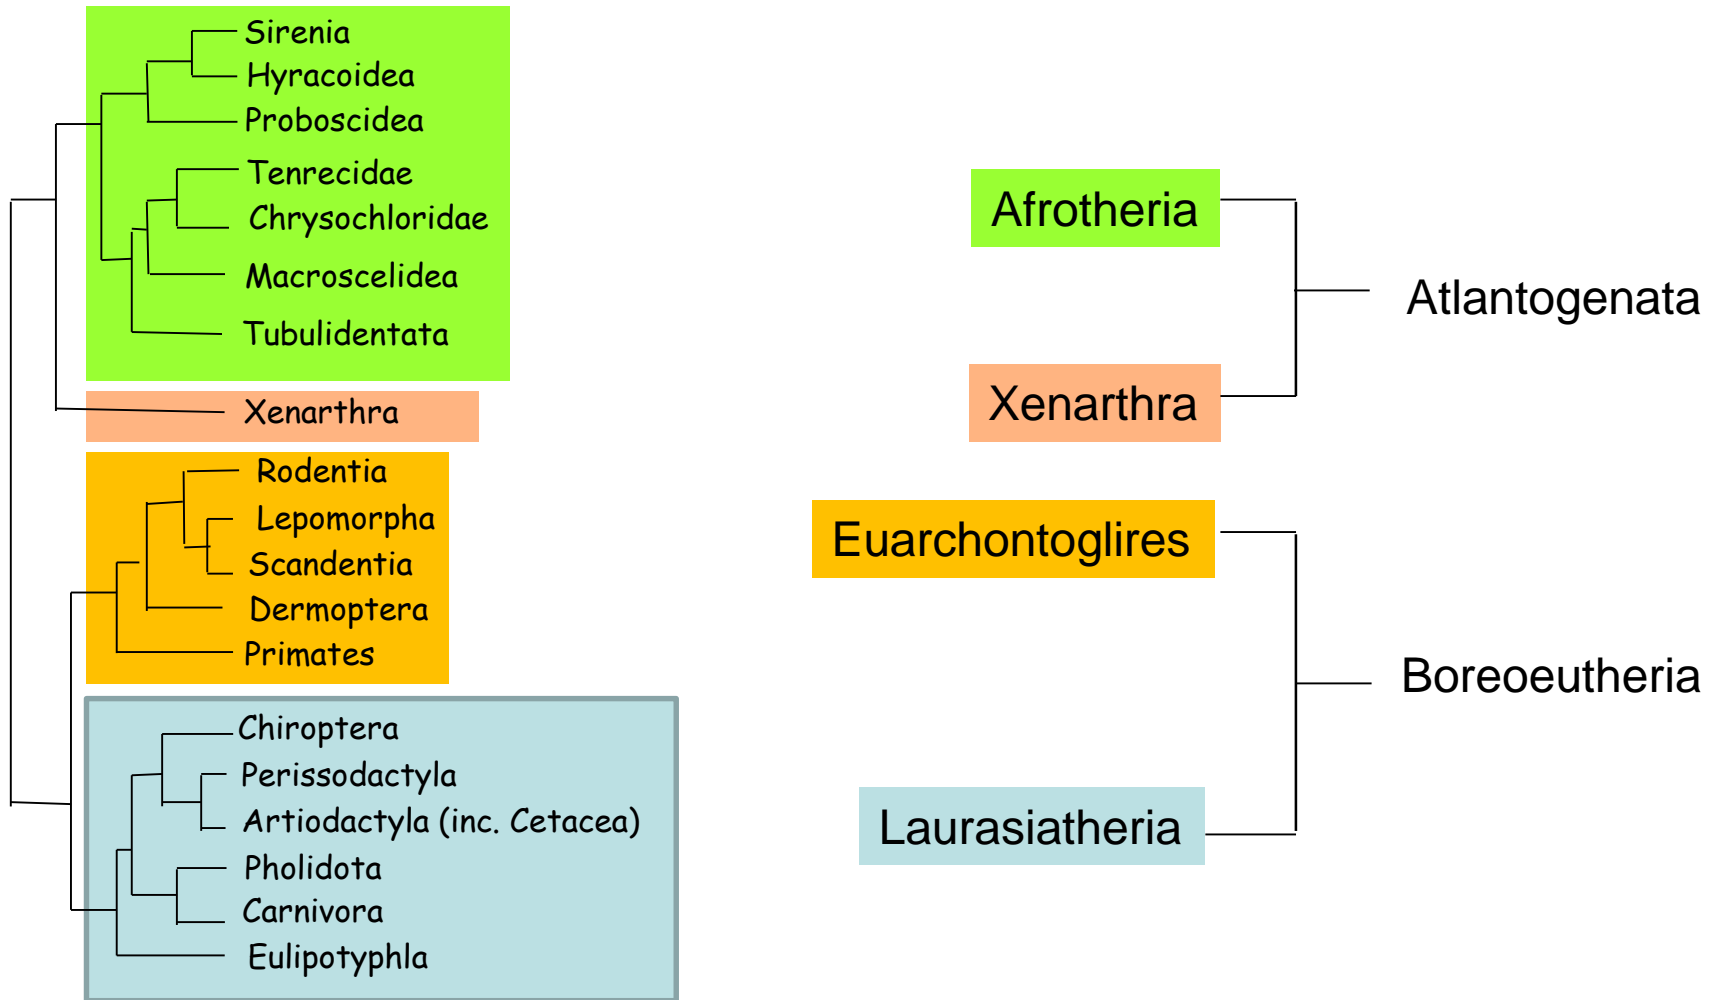 Sirenia
Hyracoidea
Proboscidea
Tenrecidae
Chrysochloridae
Macroscelidea
Tubulidentata
Xenarthra
Rodentia
Lepomorpha
Scandentia
Dermoptera
Primates
Chiroptera
Perissodactyla
Artiodactyla (inc. Cetacea)
Pholidota
Carnivora
Eulipotyphla
Afrotheria
Atlantogenata
Xenarthra
Euarchontoglires
Boreoeutheria
Laurasiatheria